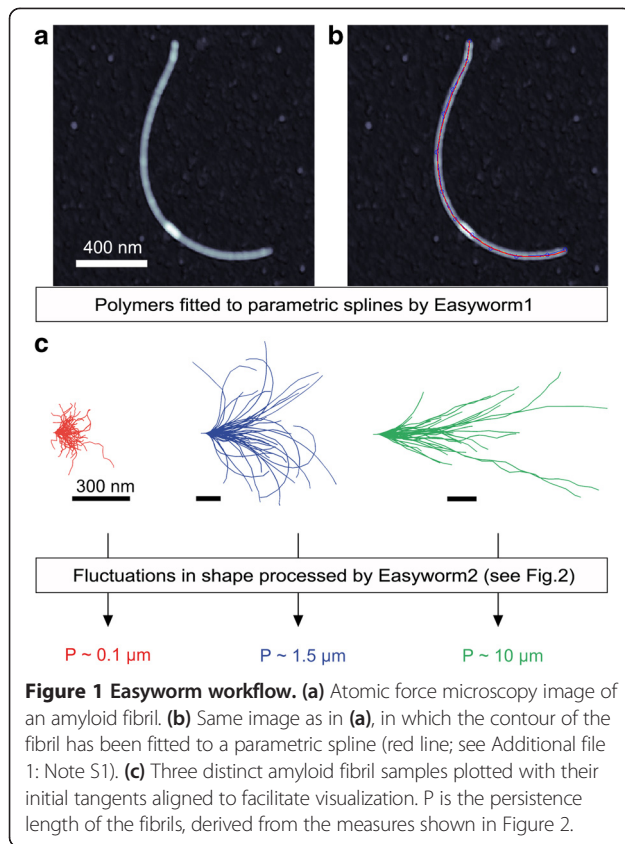 a
b
400 nm
Polymers fitted to parametric splines by Easyworm1
c
300 nm
Fluctuations in shape processed by Easyworm2 (see Fig.2)
P ~ 0.1 µm
P ~ 1.5 µm
P ~ 10 µm
Figure 1 Easyworm workflow. (a) Atomic force microscopy image of
an amyloid fibril. (b) Same image as in (a), in which the contour of the
fibril has been fitted to a parametric spline (red line; see Additional file
1: Note S1). (c) Three distinct amyloid fibril samples plotted with their
initial tangents aligned to facilitate visualization. P is the persistence
length of the fibrils, derived from the measures shown in Figure 2.